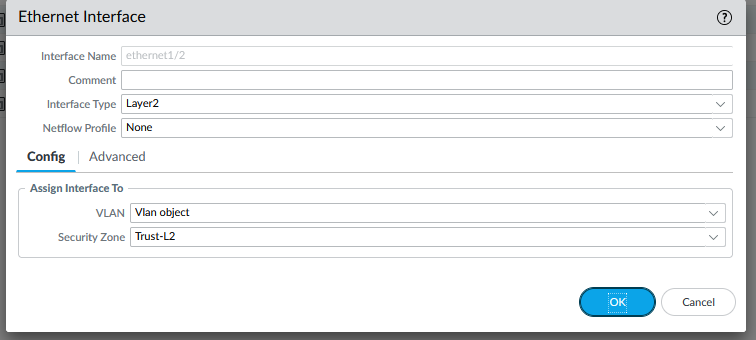 Ethernet Interface ?
Interface Name ethernet1/2
Comment
Interface Type Layer2
Netflow Profile None
Config Advanced
Assign Interface To
VLAN Vlan object
Security Zone Trust-L2
OK Cancel